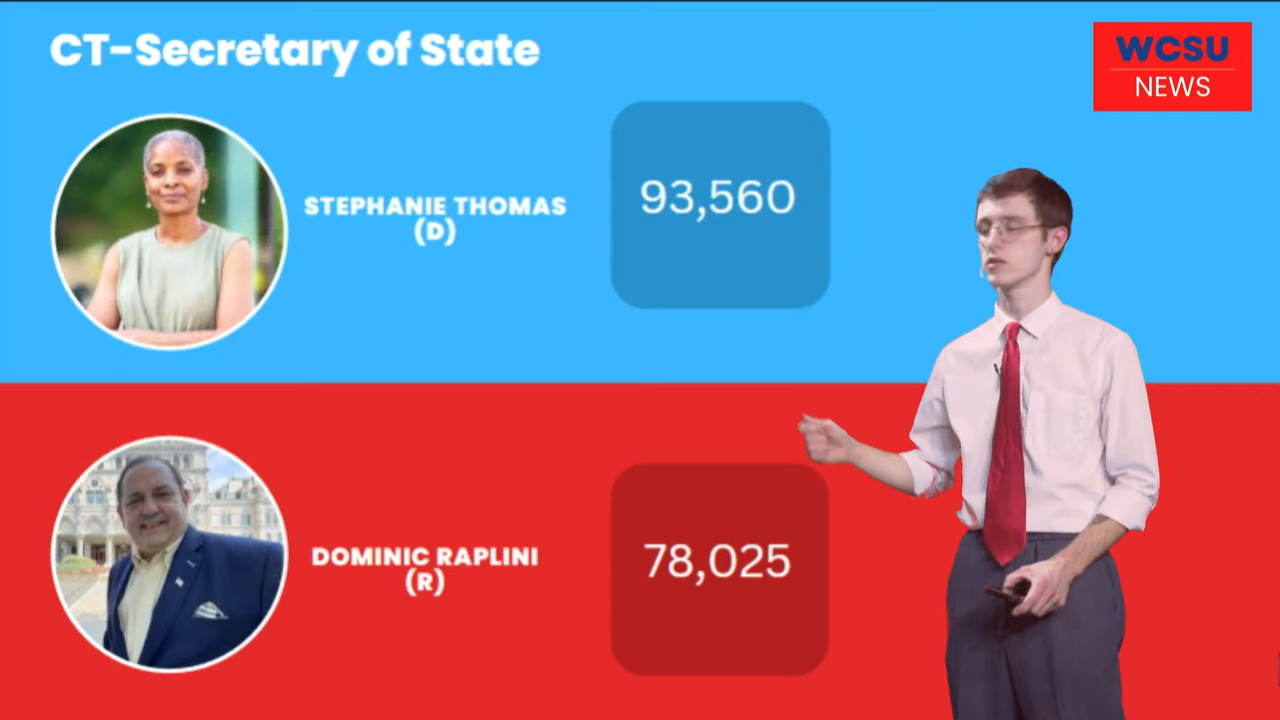 CT-Secretary of State
WCSU
NEWS
STEPHANIE THOMAS
(D)
93,560
DOMINIC RAPLINI
(R)
78,025